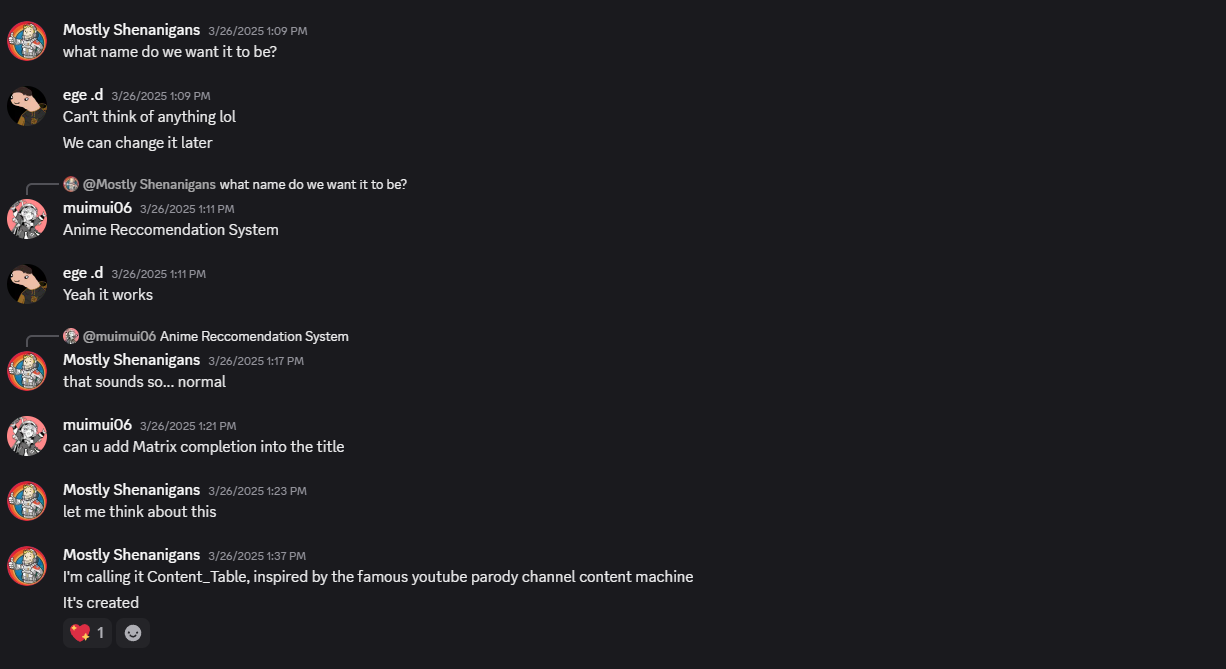 Mostly Shenanigans 3/26/2025 1:09 PM
what name do we want it to be?
ege .d 3/26/2025 1:09 PM
Can't think of anything lol
We can change it later
@Mostly Shenanigans what name do we want it to be?
muimui06 3/26/2025 1:11 PM
Anime Reccomendation System
ege .d 3/26/2025 1:11 PM
Yeah it works
@muimui06 Anime Reccomendation System
Mostly Shenanigans 3/26/2025 1:17 PM
that sounds so... normal
muimui06 3/26/2025 1:21 PM
can u add Matrix completion into the title
Mostly Shenanigans 3/26/2025 1:23 PM
let me think about this
Mostly Shenanigans 3/26/2025 1:37 PM
I'm calling it Content_Table, inspired by the famous youtube parody channel content machine
It's created
1